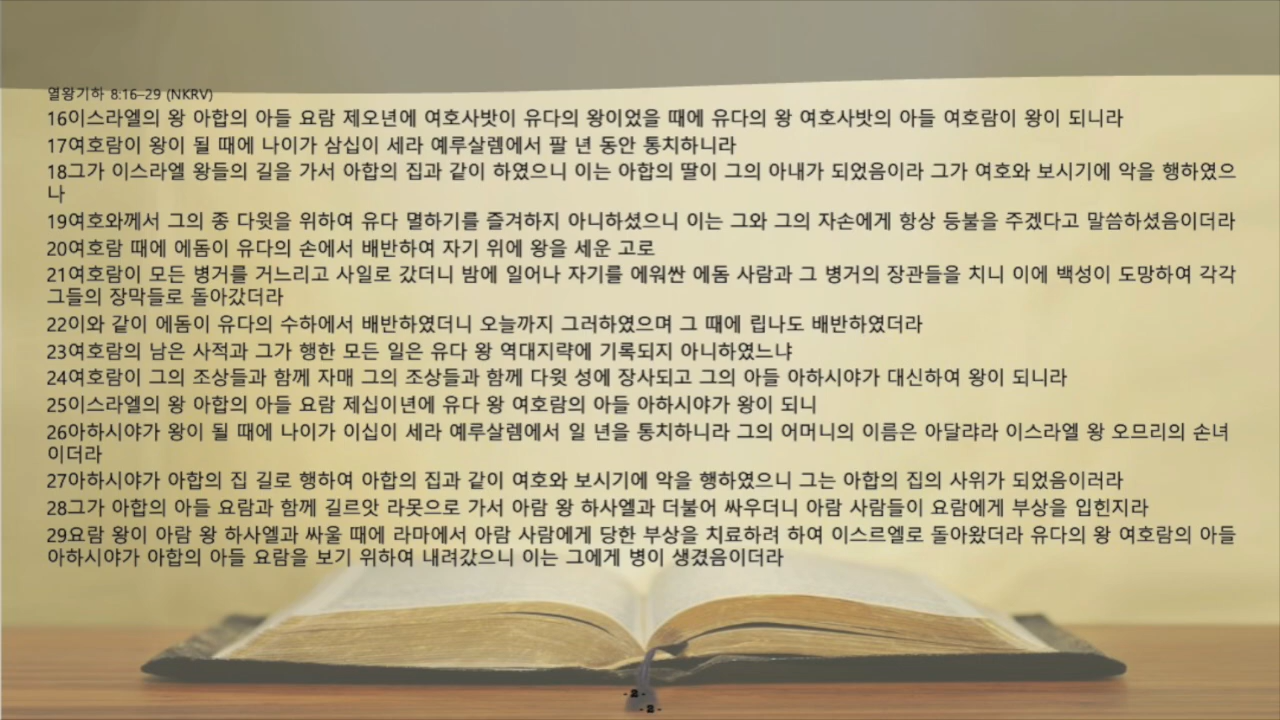 열왕기하 8:16–29 (NKRV)
16이스라엘의 왕 아합의 아들 요람 제오년에 여호사밧이 유다의 왕이었을 때에 유다의 왕 여호사밧의 아들 여호람이 왕이 되니라
17여호람이 왕이 될 때에 나이가 삼십이 세라 예루살렘에서 팔 년 동안 통치하니라
18그가 이스라엘 왕들의 길을 가서 아합의 집과 같이 하였으니 이는 아합의 딸이 그의 아내가 되었음이라 그가 여호와 보시기에 악을 행하였으
나
19여호와께서 그의 종 다윗을 위하여 유다 멸하기를 즐겨하지 아니하셨으니 이는 그와 그의 자손에게 항상 등불을 주겠다고 말씀하셨음이더라
20여호람 때에 에돔이 유다의 손에서 배반하여 자기 위에 왕을 세운 고로
21여호람이 모든 병거를 거느리고 사일로 갔더니 밤에 일어나 자기를 에워싼 에돔 사람과 그 병거의 장관들을 치니 이에 백성이 도망하여 각각
그들의 장막들로 돌아갔더라
22이와 같이 에돔이 유다의 수하에서 배반하였더니 오늘까지 그러하였으며 그 때에 립나도 배반하였더라
23여호람의 남은 사적과 그가 행한 모든 일은 유다 왕 역대지략에 기록되지 아니하였느냐
24여호람이 그의 조상들과 함께 자매 그의 조상들과 함께 다윗 성에 장사되고 그의 아들 아하시야가 대신하여 왕이 되니라
25이스라엘의 왕 아합의 아들 요람 제십이년에 유다 왕 여호람의 아들 아하시야가 왕이 되니
26아하시야가 왕이 될 때에 나이가 이십이 세라 예루살렘에서 일 년을 통치하니라 그의 어머니의 이름은 아달랴라 이스라엘 왕 오므리의 손녀
이더라
27아하시야가 아합의 집 길로 행하여 아합의 집과 같이 여호와 보시기에 악을 행하였으니 그는 아합의 집의 사위가 되었음이러라
28그가 아합의 아들 요람과 함께 길르앗 라못으로 가서 아람 왕 하사엘과 더불어 싸우더니 아람 사람들이 요람에게 부상을 입힌지라
29요람 왕이 아람 왕 하사엘과 싸울 때에 라마에서 아람 사람에게 당한 부상을 치료하려 하여 이스르엘로 돌아왔더라 유다의 왕 여호람의 아들
아하시야가 아합의 아들 요람을 보기 위하여 내려갔으니 이는 그에게 병이 생겼음이더라
- 2 -
- 2 -